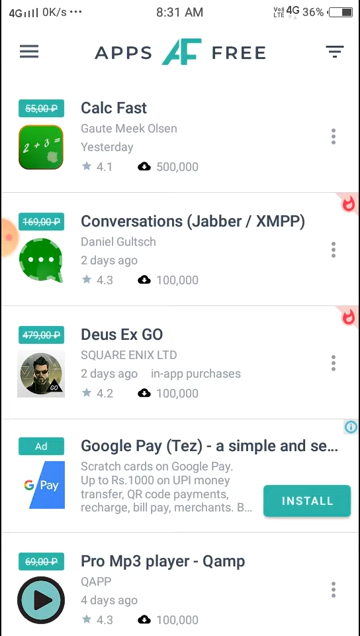 4G 0K/s ··· 8:31 AM Vo) LTE 4G 36%
APPS AF FREE
55,00 ₽ Calc Fast
Gaute Meek Olsen
Yesterday
2 + 3 =
4.1 500,000
169,00 ₽ Conversations (Jabber / XMPP)
Daniel Gultsch
2 days ago
4.3 100,000
479,00 ₽ Deus Ex GO
SQUARE ENIX LTD
2 days ago in-app purchases
GO
4.2 100,000
Ad Google Pay (Tez) - a simple and se...
Scratch cards on Google Pay.
Up to Rs.1000 on UPI money
G Pay transfer, QR code payments,
recharge, bill pay, merchants. B...
INSTALL
69,00 ₽ Pro Mp3 player - Qamp
QAPP
4 days ago
4.3 100,000